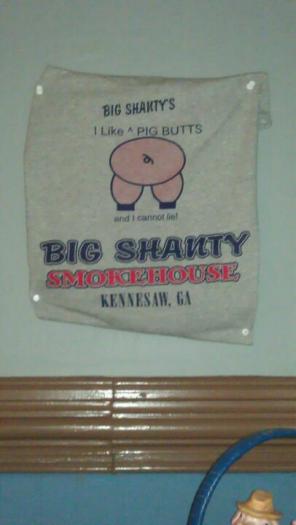 BIG SHANTY'S
I Like ^ PIG BUTTS
and I cannot lie!
BIG SHANTY
SMOKEHOUSE
KENNESAW, GA